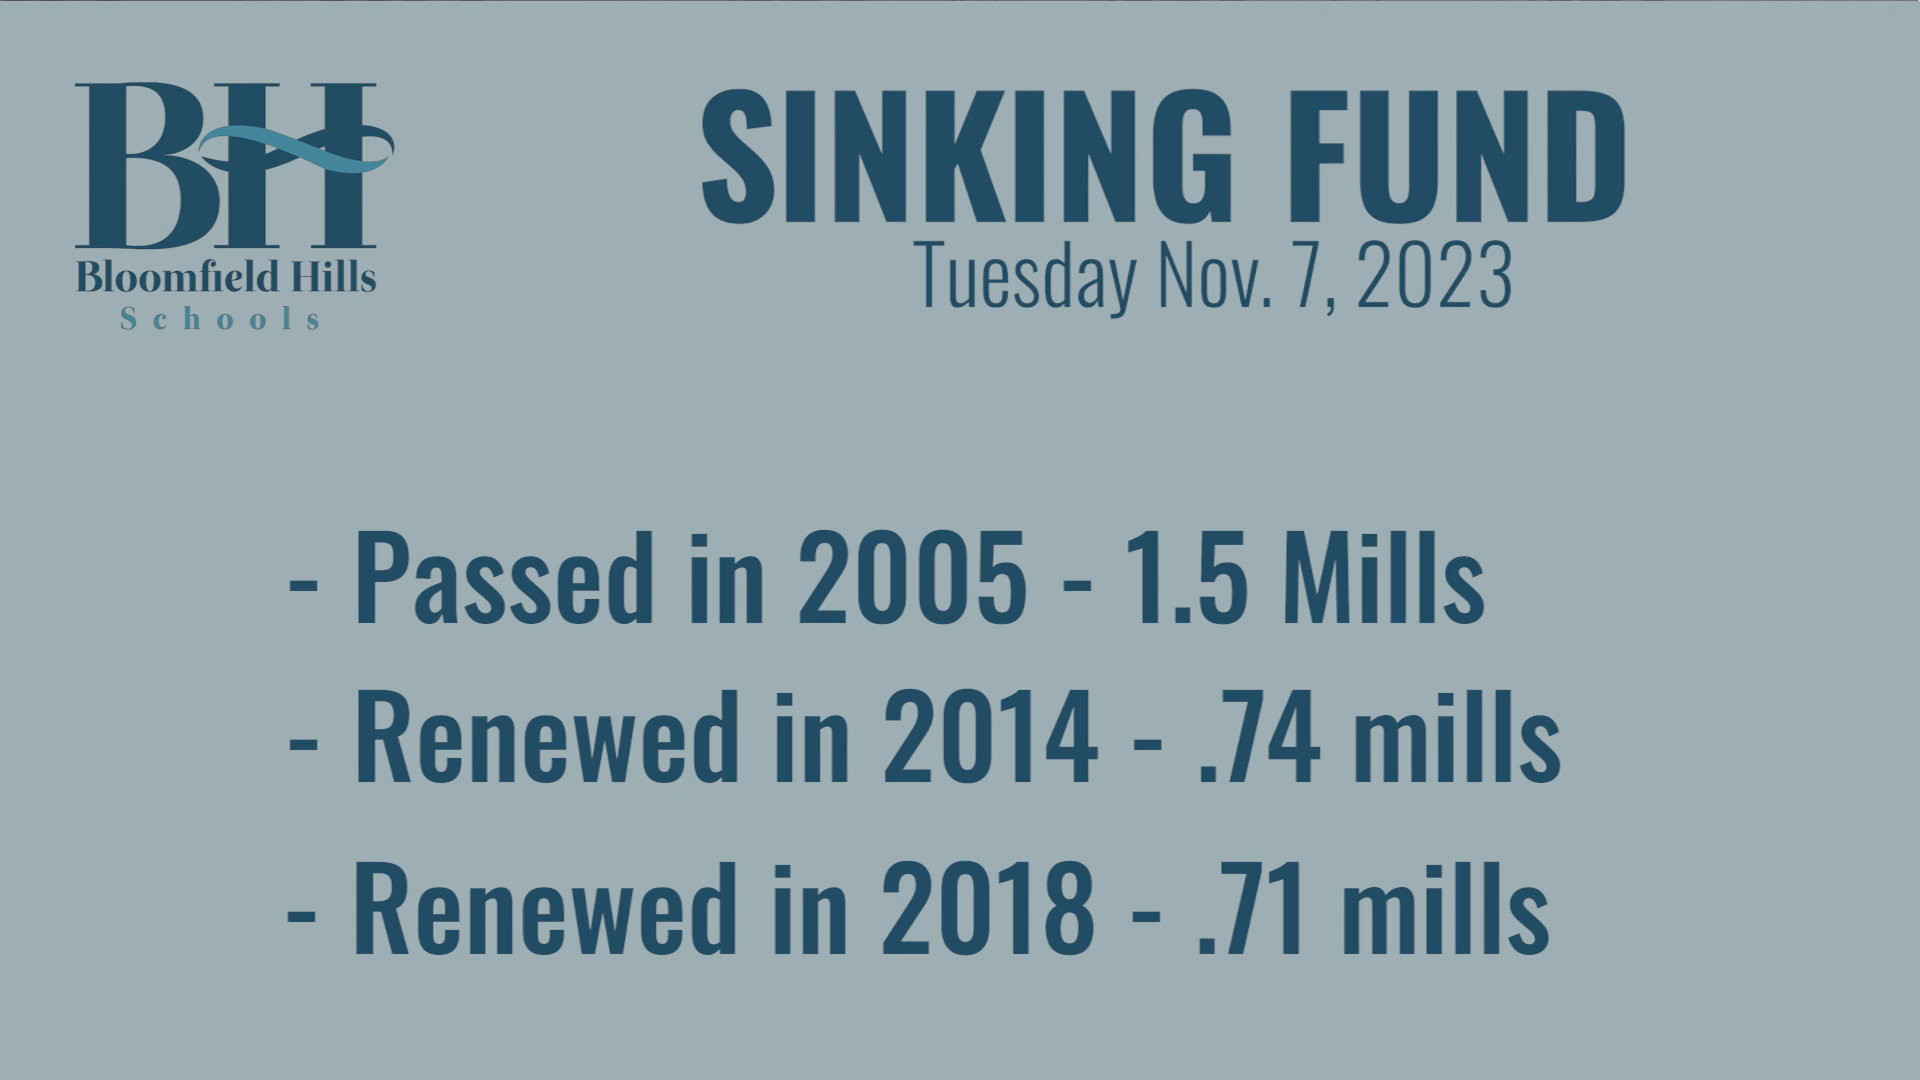 BH
Bloomfield Hills
Schools
SINKING FUND
Tuesday Nov. 7, 2023
- Passed in 2005 - 1.5 Mills
- Renewed in 2014 - .74 mills
- Renewed in 2018 - .71 mills